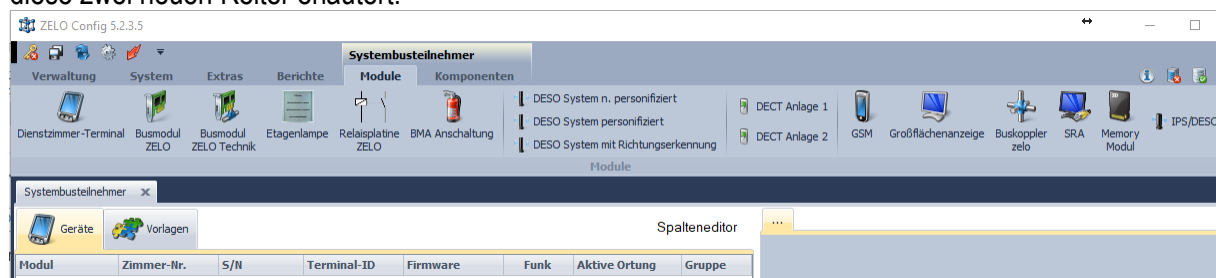 diese zwei neuen Reiter erläutert.
ZELO Config 5.2.3.5
Systembusteilnehmer
Verwaltung System Extras Berichte Module Komponenten
Dienstzimmer-Terminal
Busmodul
ZELO
Busmodul
ZELO Technik
Etagenlampe
Relaisplatine
ZELO
BMA Anschaltung
DESO System n. personifiziert
DESO System personifiziert
DESO System mit Richtungserkennung
DECT Anlage 1
DECT Anlage 2
GSM
Großflächenanzeige
Buskoppler
zelo
SRA
Memory
Modul
IPS/DESO
Module
Systembusteilnehmer x
Geräte Vorlagen Spalteneditor ...
Modul Zimmer-Nr. S/N Terminal-ID Firmware Funk Aktive Ortung Gruppe